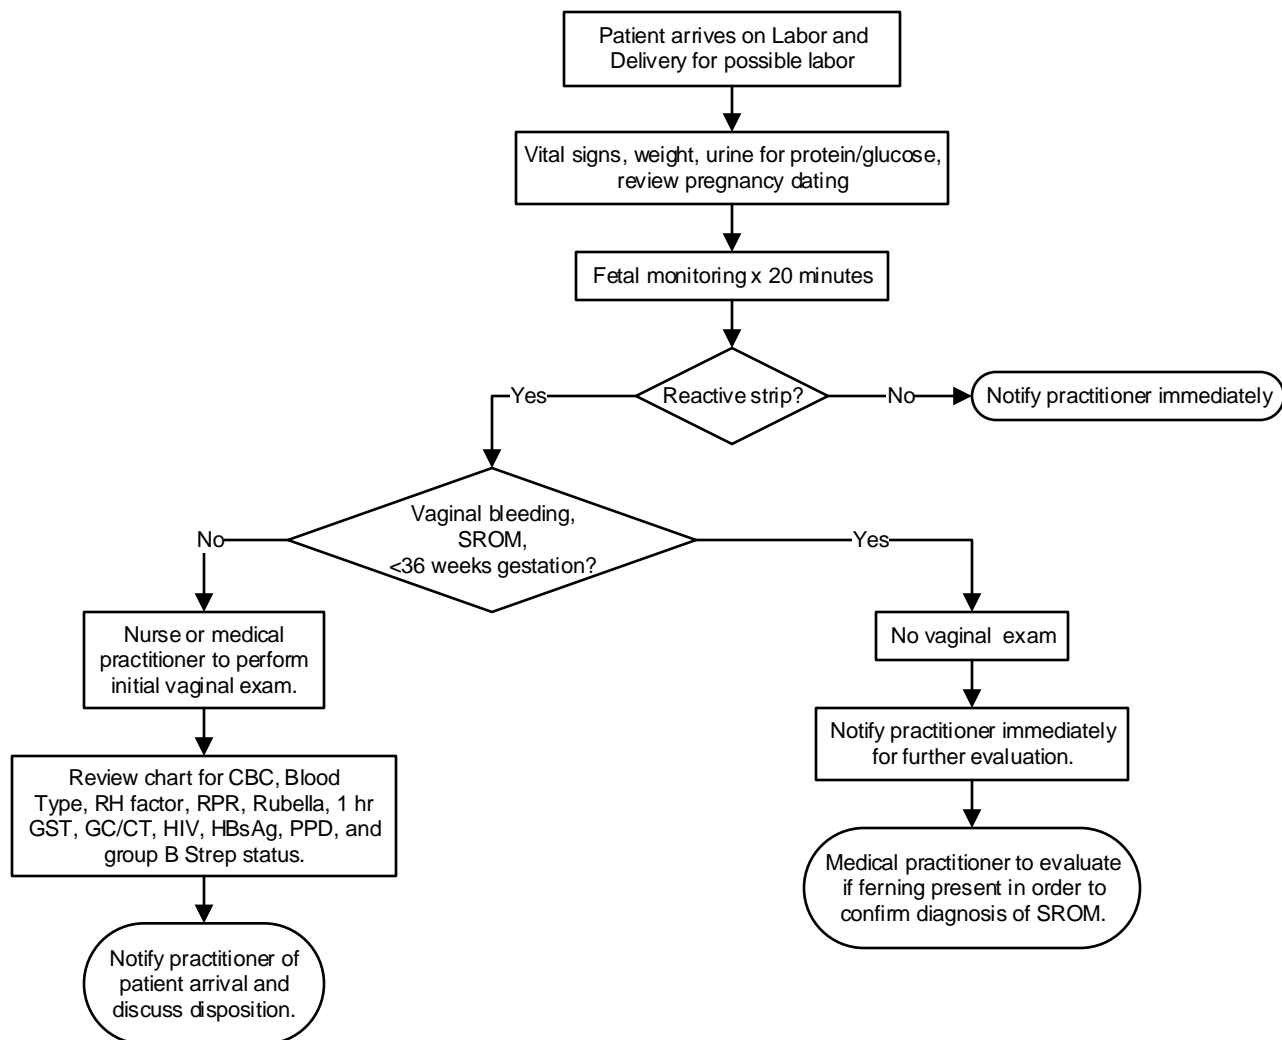 Patient arrives on Labor and
Delivery for possible labor
Vital signs, weight, urine for protein/glucose,
review pregnancy dating
Fetal monitoring x 20 minutes
Reactive strip?
Yes
No
Notify practitioner immediately
Vaginal bleeding,
SROM,
<36 weeks gestation?
No
Yes
Nurse or medical
practitioner to perform
initial vaginal exam.
No vaginal exam
Notify practitioner immediately
for further evaluation.
Review chart for CBC, Blood
Type, RH factor, RPR, Rubella, 1 hr
GST, GC/CT, HIV, HBsAg, PPD, and
group B Strep status.
Medical practitioner to evaluate
if ferning present in order to
confirm diagnosis of SROM.
Notify practitioner of
patient arrival and
discuss disposition.